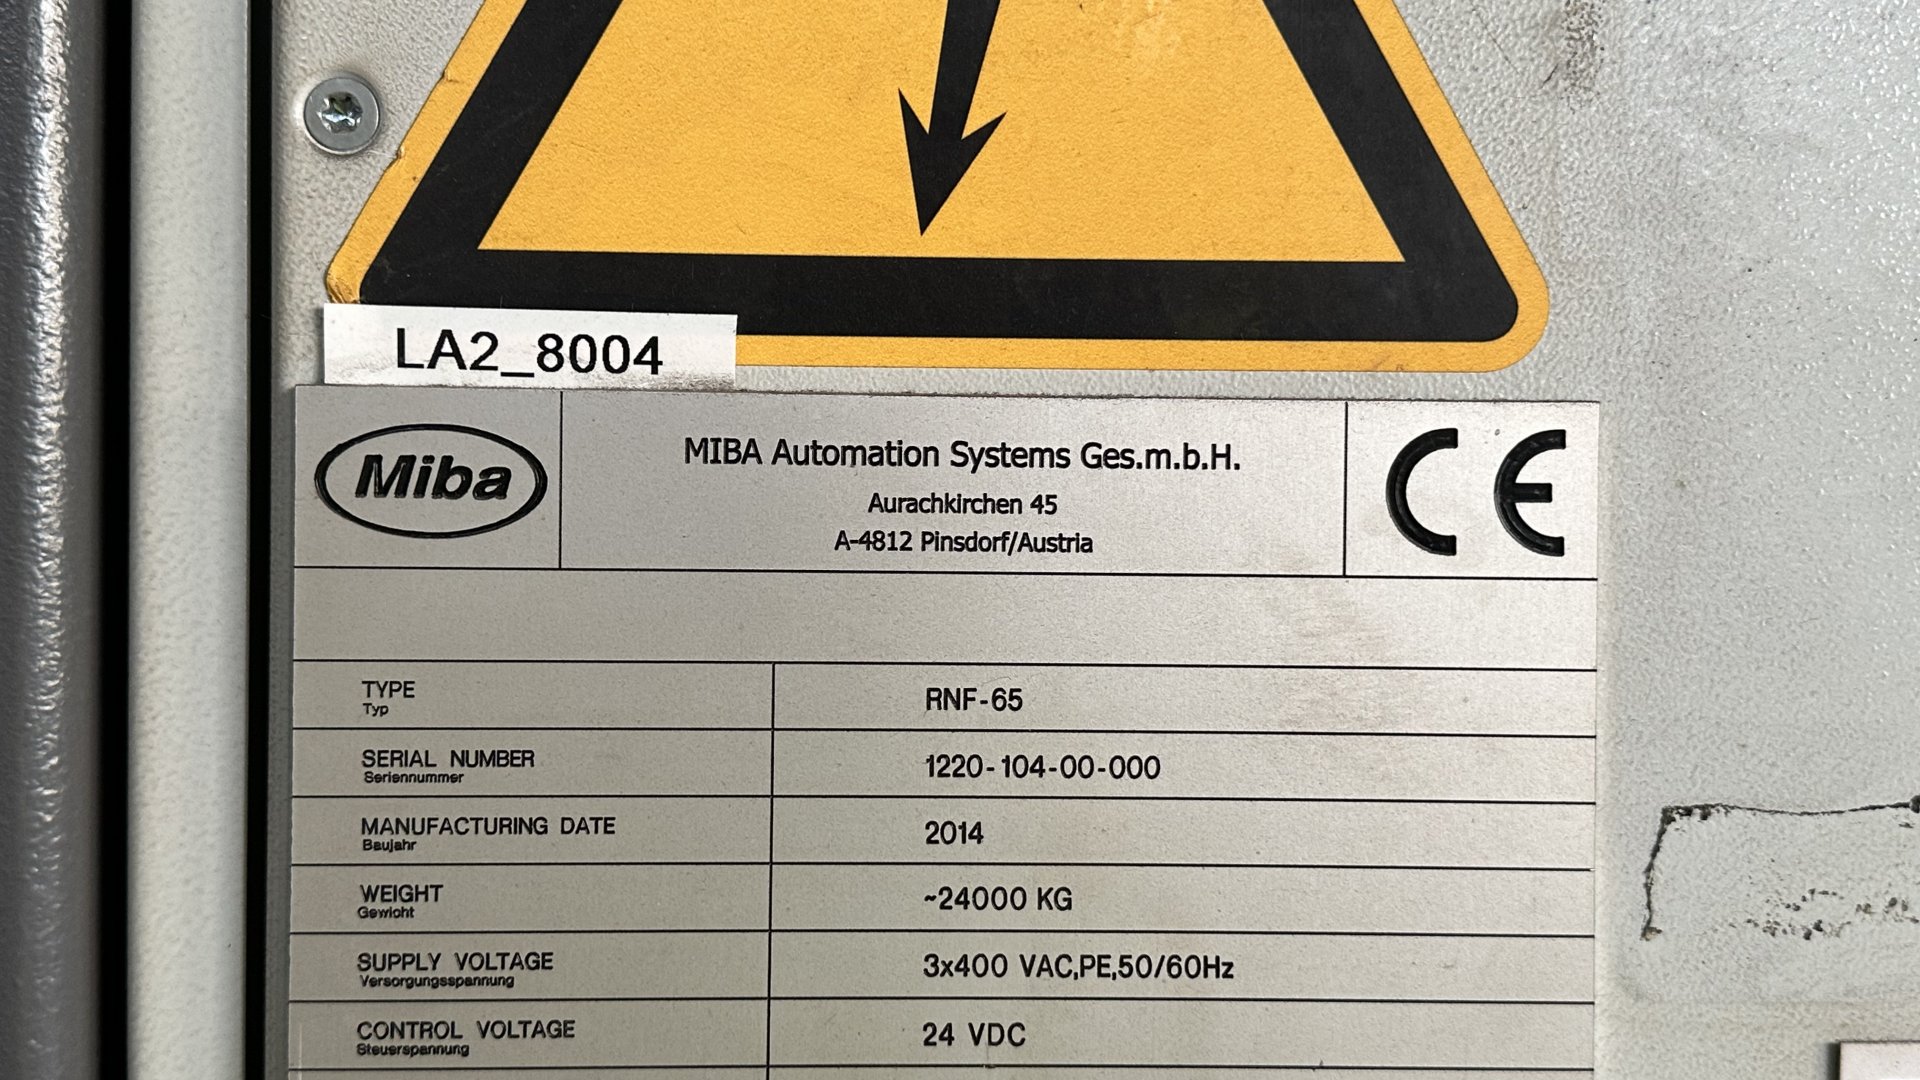 LA2_8004
Miba
MIBA Automation Systems Ges.m.b.H.
Aurachkirchen 45
A-4812 Pinsdorf/Austria
CE
TYPE
Typ
RNF-65
SERIAL NUMBER
Seriennummer
1220-104-00-000
MANUFACTURING DATE
Baujahr
2014
WEIGHT
Gewicht
~24000 KG
SUPPLY VOLTAGE
Versorgungsspannung
3x400 VAC,PE,50/60Hz
CONTROL VOLTAGE
Steuerspannung
24 VDC